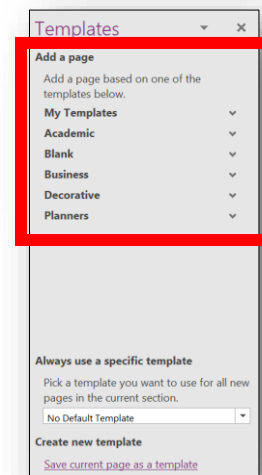 Templates
Add a page
Add a page based on one of the
templates below.
My Templates
Academic
Blank
Business
Decorative
Planners
Always use a specific template
Pick a template you want to use for all new
pages in the current section.
No Default Template
Create new template
Save current page as a template